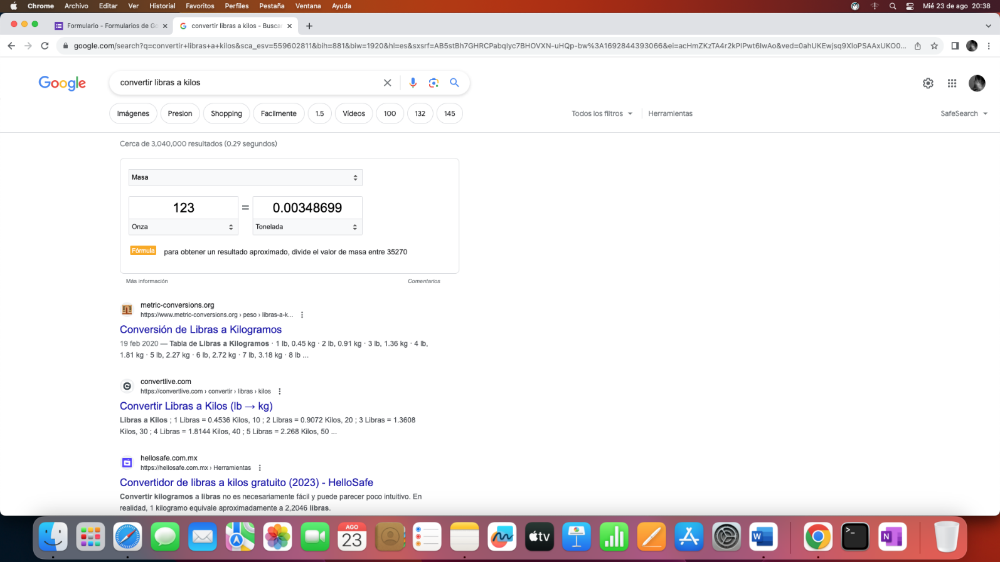 Chrome Archivo Editar Ver Historial Favoritos Perfiles Pestaña Ventana Ayuda Mié 23 de ago 20:38
Formulario - Formularios de Go convertir libras a kilos - Busca
google.com/search?q=convertir+libras+a+kilos&sca_esv=559602811&bih=881&biw=1920&hl=es&sxsrf=AB5stBh7GHRCPabqlyc7BHOVXN-uHQp-bw%3A1692844393066&ei=acHmZKzTA4r2kPIPwt6lwAo&ved=0ahUKEwjsq9XloPSAAxUKO0...
Google convertir libras a kilos
Imágenes Presion Shopping Facilmente 1.5 Videos 100 132 145 Todos los filtros Herramientas SafeSearch
Cerca de 3,040,000 resultados (0.29 segundos)
Masa
123 = 0.00348699
Onza Tonelada
Fórmula para obtener un resultado aproximado, divide el valor de masa entre 35270
Más información Comentarios
metric-conversions.org
https://www.metric-conversions.org › peso › libras-a-k...
Conversión de Libras a Kilogramos
19 feb 2020 — Tabla de Libras a Kilogramos · 1 lb, 0.45 kg · 2 lb, 0.91 kg · 3 lb, 1.36 kg · 4 lb,
1.81 kg · 5 lb, 2.27 kg · 6 lb, 2.72 kg · 7 lb, 3.18 kg · 8 lb ...
convertlive.com
https://convertlive.com › convertir › libras › kilos
Convertir Libras a Kilos (lb → kg)
Libras a Kilos ; 1 Libras = 0.4536 Kilos, 10 ; 2 Libras = 0.9072 Kilos, 20 ; 3 Libras = 1.3608
Kilos, 30 ; 4 Libras = 1.8144 Kilos, 40 ; 5 Libras = 2.268 Kilos, 50 ...
hellosafe.com.mx
https://hellosafe.com.mx › Herramientas
Convertidor de libras a kilos gratuito (2023) - HelloSafe
Convertir kilogramos a libras no es necesariamente fácil y puede parecer poco intuitivo. En
realidad, 1 kilogramo equivale aproximadamente a 2,2046 libras.
AGO
23
tv
W
>_
N